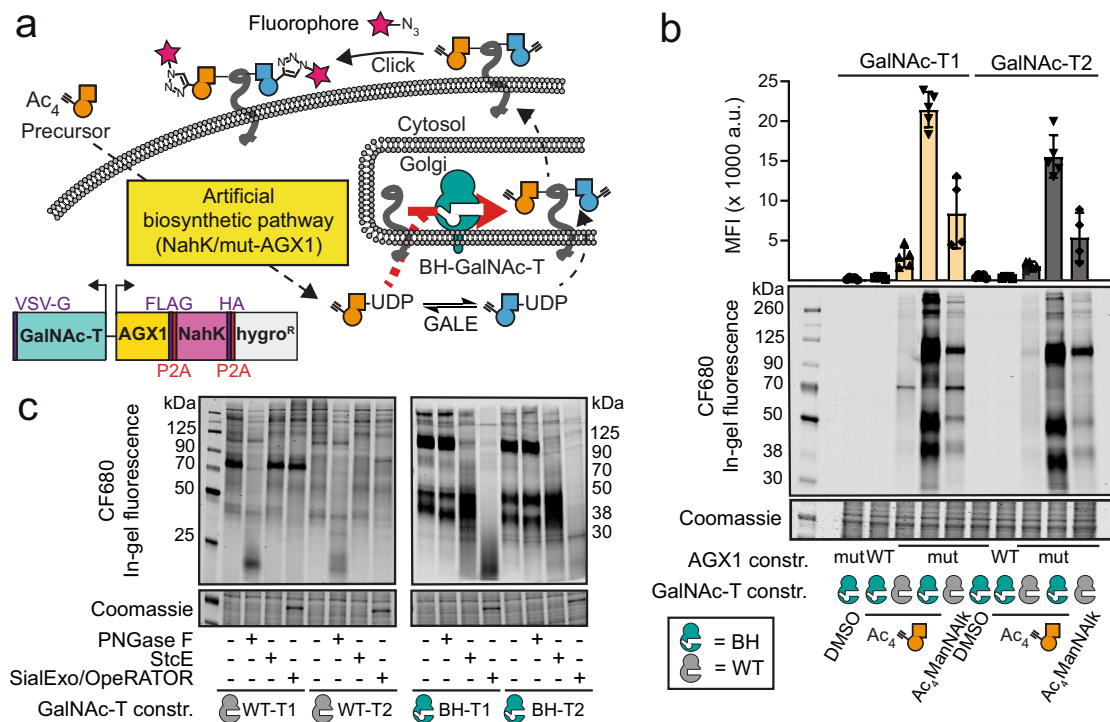 a
Fluorophore
N3
Click
Ac4
Precursor
Cytosol
Golgi
Artificial
biosynthetic pathway
(NahK/mut-AGX1)
BH-GalNAc-T
UDP
GALE
UDP
VSV-G
FLAG
HA
GalNAc-T
AGX1
NahK
hygroR
P2A
P2A
N
N
N
N
N
N
b
GalNAc-T1
GalNAc-T2
MFI (x 1000 a.u.)
25
20
15
10
5
kDa
260
125
90
70
50
38
30
CF680
In-gel fluorescence
Coomassie
AGX1 constr.
mut
WT
mut
WT
mut
GalNAc-T constr.
DMSO
Ac4
Ac4ManNAlk
DMSO
Ac4
Ac4ManNAlk
= BH
= WT
c
kDa
125
90
70
50
25
kDa
125
90
70
50
38
30
CF680
In-gel fluorescence
Coomassie
PNGase F - + - - - + - - - + - - - + - -
StcE - - + - - - + - - - + - - - + -
SialExo/OpeRATOR - - - + - - - + - - - + - - - +
GalNAc-T constr.
WT-T1
WT-T2
BH-T1
BH-T2